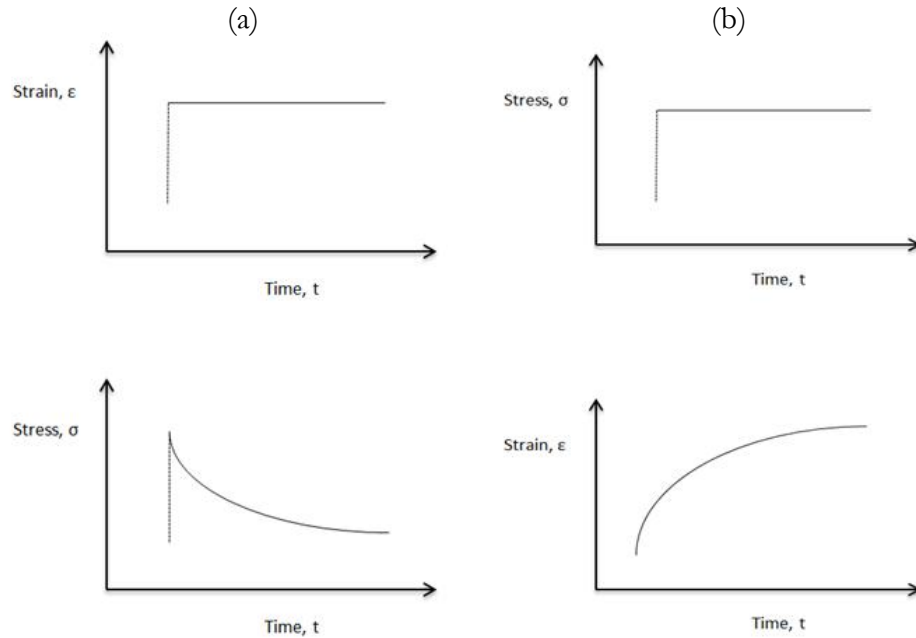 (a)
(b)
Strain, ε
Stress, σ
Time, t
Time, t
Stress, σ
Strain, ε
Time, t
Time, t